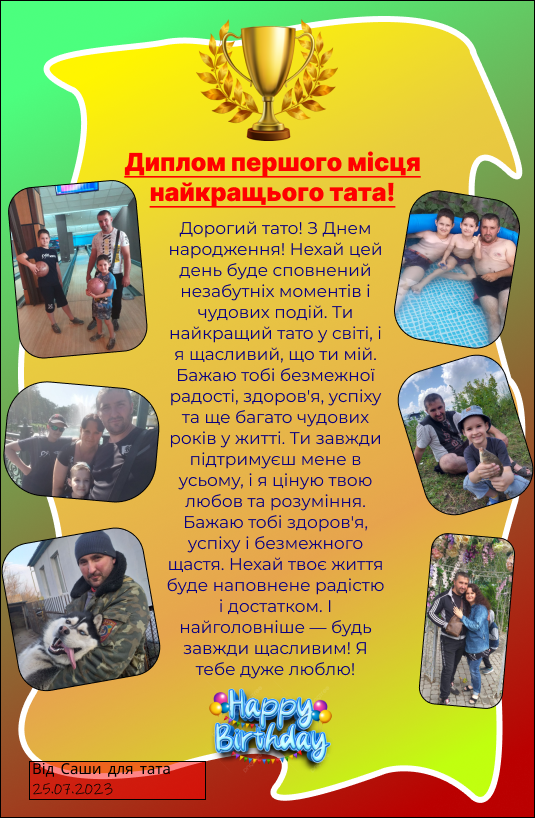 Диплом першого місця
найкращього тата!
Дорогий тато! З Днем
народження! Нехай цей
день буде сповнений
незабутніх моментів і
чудових подій. Ти
найкращий тато у світі, і
я щасливий, що ти мій.
Бажаю тобі безмежної
радості, здоров'я, успіху
та ще багато чудових
років у житті. Ти завжди
підтримуєш мене в
усьому, і я ціную твою
любов та розуміння.
Бажаю тобі здоров'я,
успіху і безмежного
щастя. Нехай твоє життя
буде наповнене радістю
і достатком. І
найголовніше — будь
завжди щасливим! Я
тебе дуже люблю!
Happy
Birthday
Від Саши для тата
25.07.2023